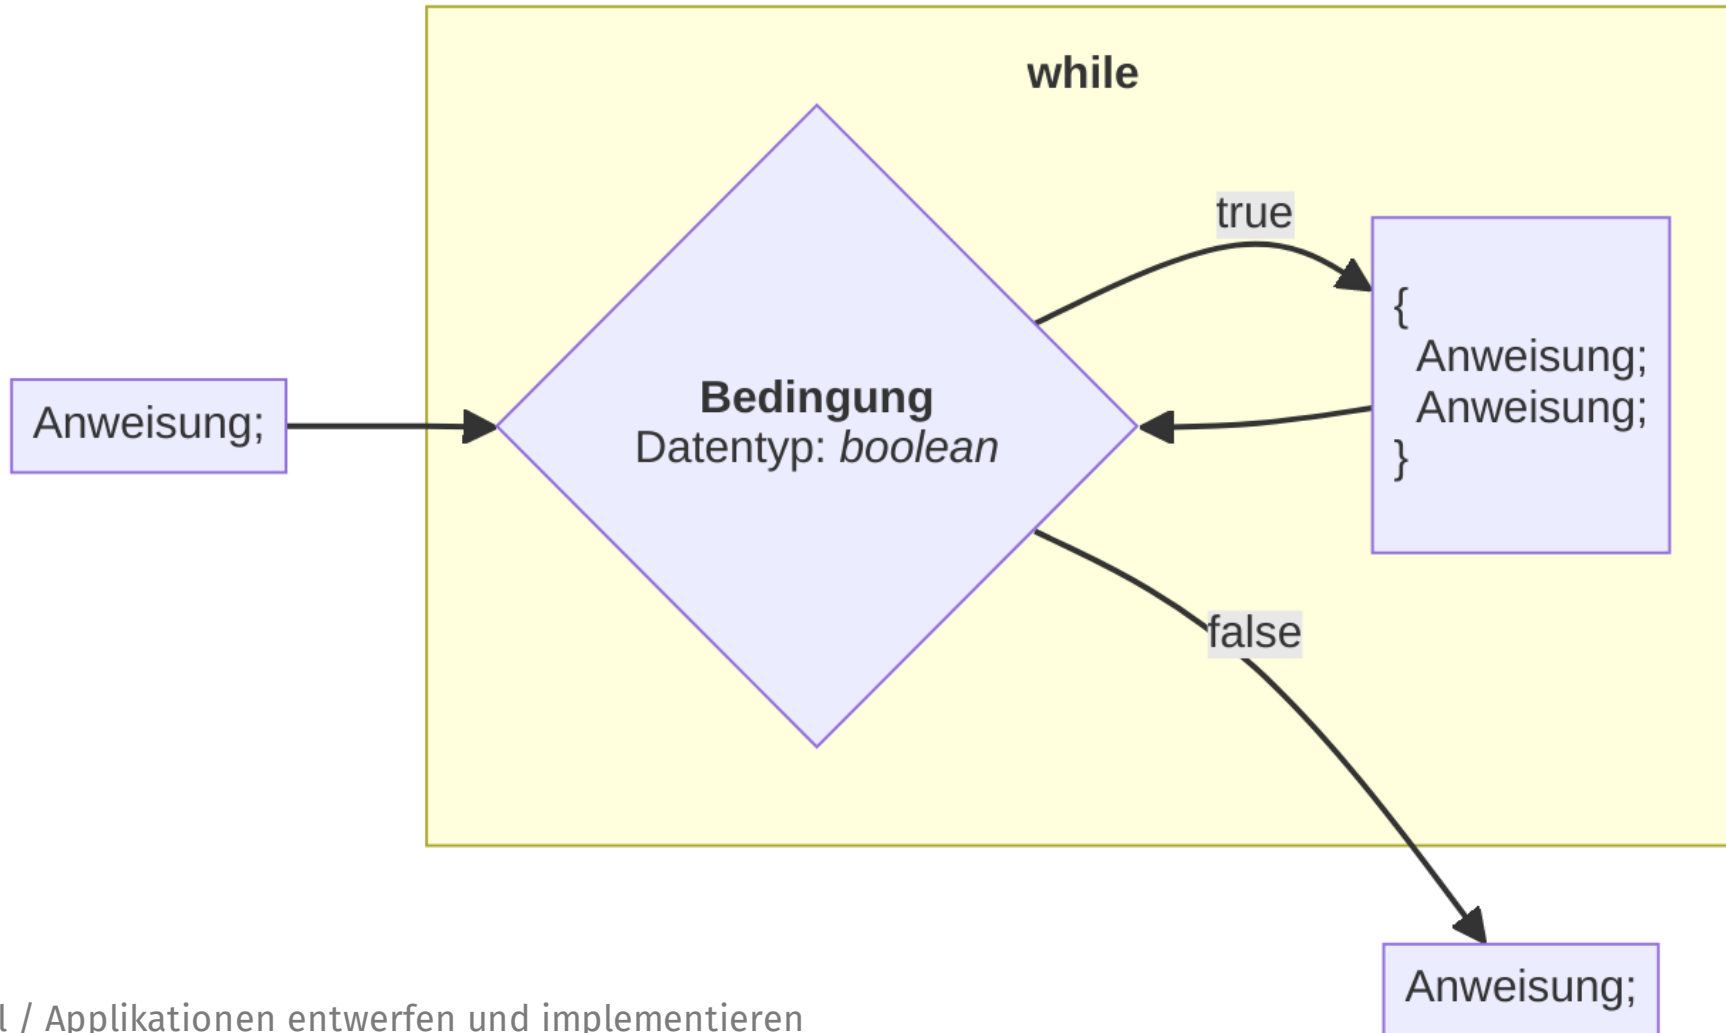 while
true
{
Anweisung;
Anweisung;
}
Bedingung
Datentyp: boolean
Anweisung;
false
Anweisung;
/ Applikationen entwerfen und implementieren